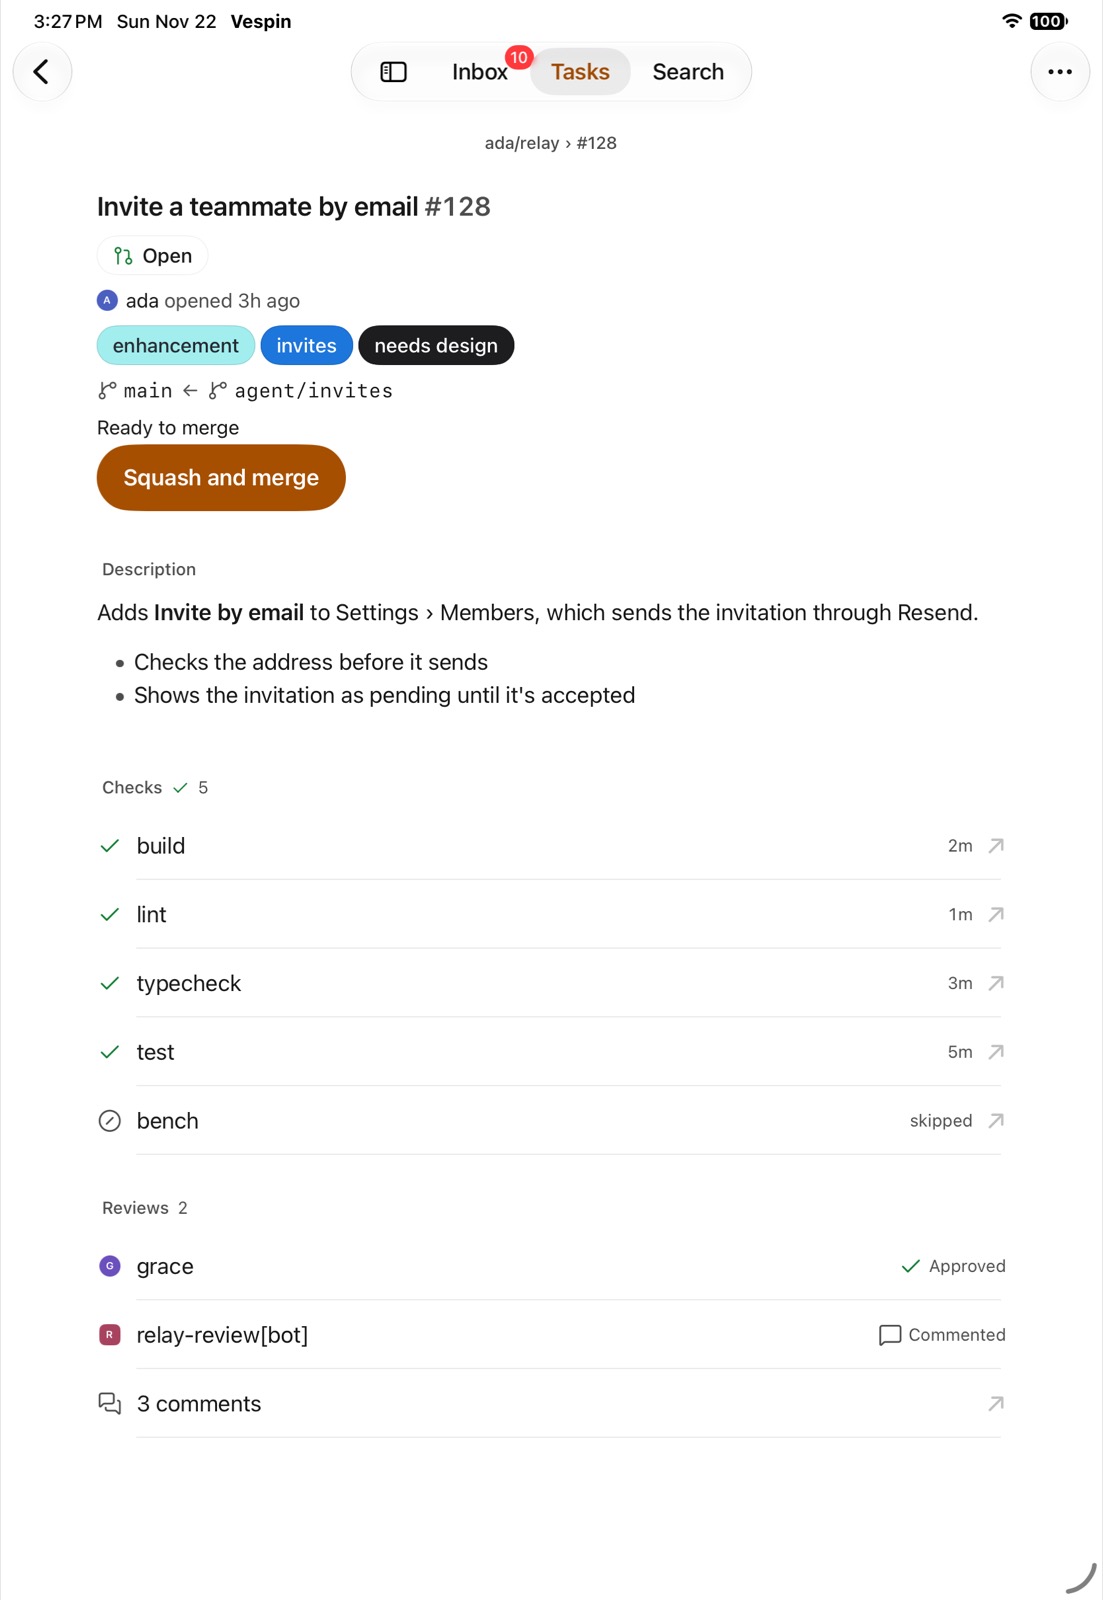 3:27 PM Sun Nov 22 Vespin
100
Inbox 10 Tasks Search
ada/relay › #128
Invite a teammate by email #128
Open
A ada opened 3h ago
enhancement invites needs design
main ← agent/invites
Ready to merge
Squash and merge
Description
Adds Invite by email to Settings › Members, which sends the invitation through Resend.
• Checks the address before it sends
• Shows the invitation as pending until it's accepted
Checks ✓ 5
build 2m
lint 1m
typecheck 3m
test 5m
bench skipped
Reviews 2
G grace Approved
R relay-review[bot] Commented
3 comments